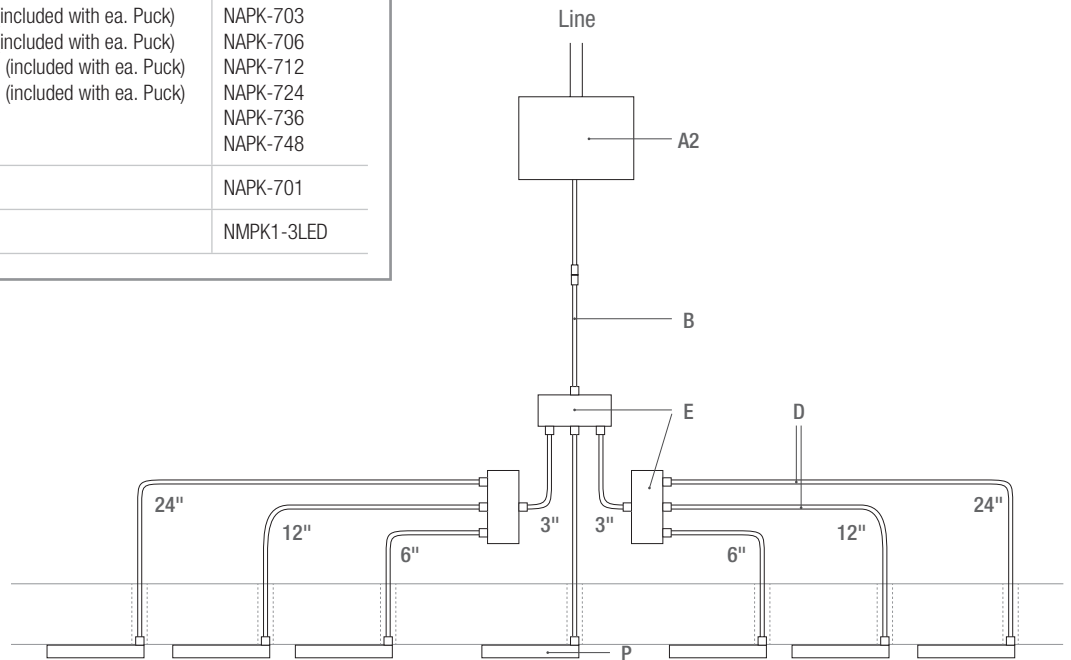 included with ea. Puck) NAPK-703
included with ea. Puck) NAPK-706
(included with ea. Puck) NAPK-712
(included with ea. Puck) NAPK-724
NAPK-736
NAPK-748
NAPK-701
NMPK1-3LED
Line
A2
B
E D
24" 3" 3" 24"
12" 12"
6" 6"
P